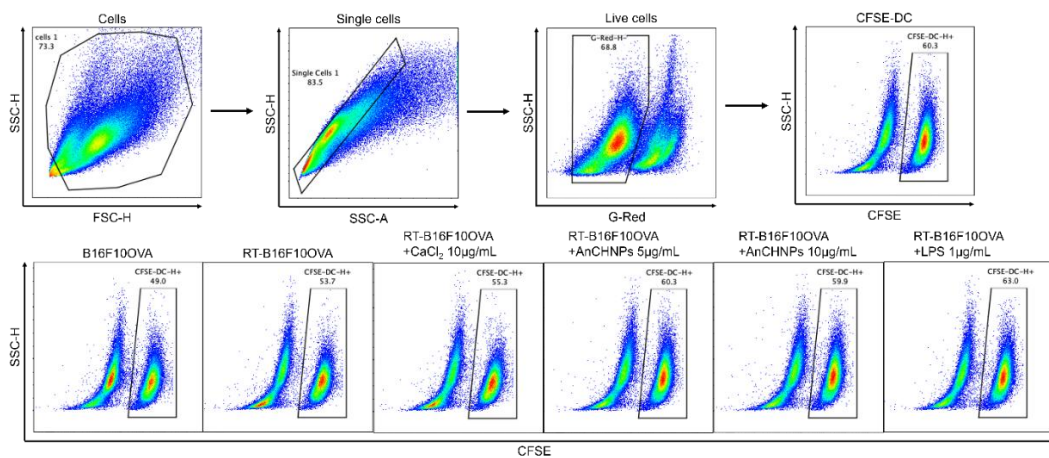 Cells
Single cells
Live cells
CFSE-DC
cells 1
73.3
Single Cells 1
83.5
G-Red-H-
68.8
CFSE-DC-H+
60.3
SSC-H
SSC-H
SSC-H
SSC-H
FSC-H
SSC-A
G-Red
CFSE
B16F10OVA
RT-B16F10OVA
RT-B16F10OVA
+CaCl₂ 10µg/mL
RT-B16F10OVA
+AnCHNPs 5µg/mL
RT-B16F10OVA
+AnCHNPs 10µg/mL
RT-B16F10OVA
+LPS 1µg/mL
CFSE-DC-H+
49.0
CFSE-DC-H+
53.7
CFSE-DC-H+
55.3
CFSE-DC-H+
60.3
CFSE-DC-H+
59.9
CFSE-DC-H+
63.0
SSC-H
CFSE